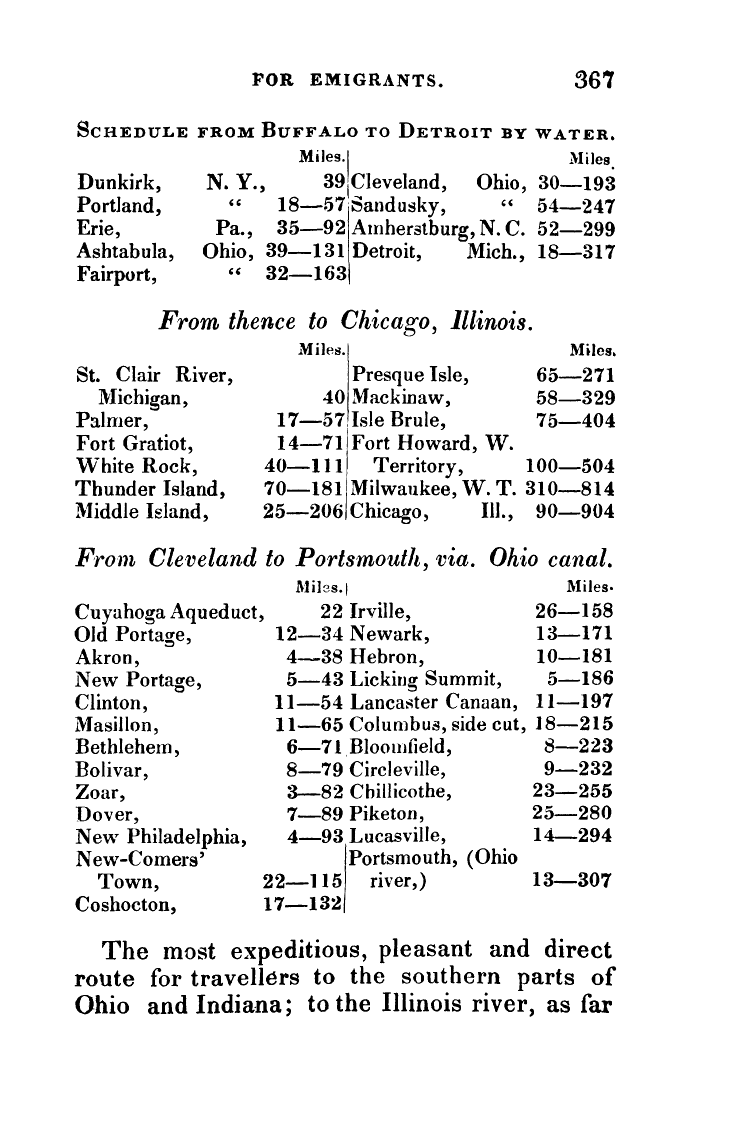 FOR EMIGRANTS. 367
SCHEDULE FROM BUFFALO TO DETROIT BY WATER.
Miles.
Dunkirk, N. Y., 39
Portland, “ 18—57
Erie, Pa., 35—92
Ashtabula, Ohio, 39—131
Fairport, “ 32—163
Miles.
Cleveland, Ohio, 30—193
Sandusky, “ 54—247
Amherstburg, N. C. 52—299
Detroit, Mich., 18—317
From thence to Chicago, Illinois.
Miles.
St. Clair River,
Michigan, 40
Palmer, 17—57
Fort Gratiot, 14—71
White Rock, 40—111
Thunder Island, 70—181
Middle Island, 25—206
Miles.
Presque Isle, 65—271
Mackinaw, 58—329
Isle Brule, 75—404
Fort Howard, W.
Territory, 100—504
Milwaukee, W. T. 310—814
Chicago, Ill., 90—904
From Cleveland to Portsmouth, via. Ohio canal.
Miles.
Cuyahoga Aqueduct, 22
Old Portage, 12—34
Akron, 4—38
New Portage, 5—43
Clinton, 11—54
Masillon, 11—65
Bethlehem, 6—71
Bolivar, 8—79
Zoar, 3—82
Dover, 7—89
New Philadelphia, 4—93
New-Comers’
Town, 22—115
Coshocton, 17—132
Miles.
Irville, 26—158
Newark, 13—171
Hebron, 10—181
Licking Summit, 5—186
Lancaster Canaan, 11—197
Columbus, side cut, 18—215
Bloomfield, 8—223
Circleville, 9—232
Chillicothe, 23—255
Piketon, 25—280
Lucasville, 14—294
Portsmouth, (Ohio
river,) 13—307
The most expeditious, pleasant and direct
route for travellers to the southern parts of
Ohio and Indiana; to the Illinois river, as far